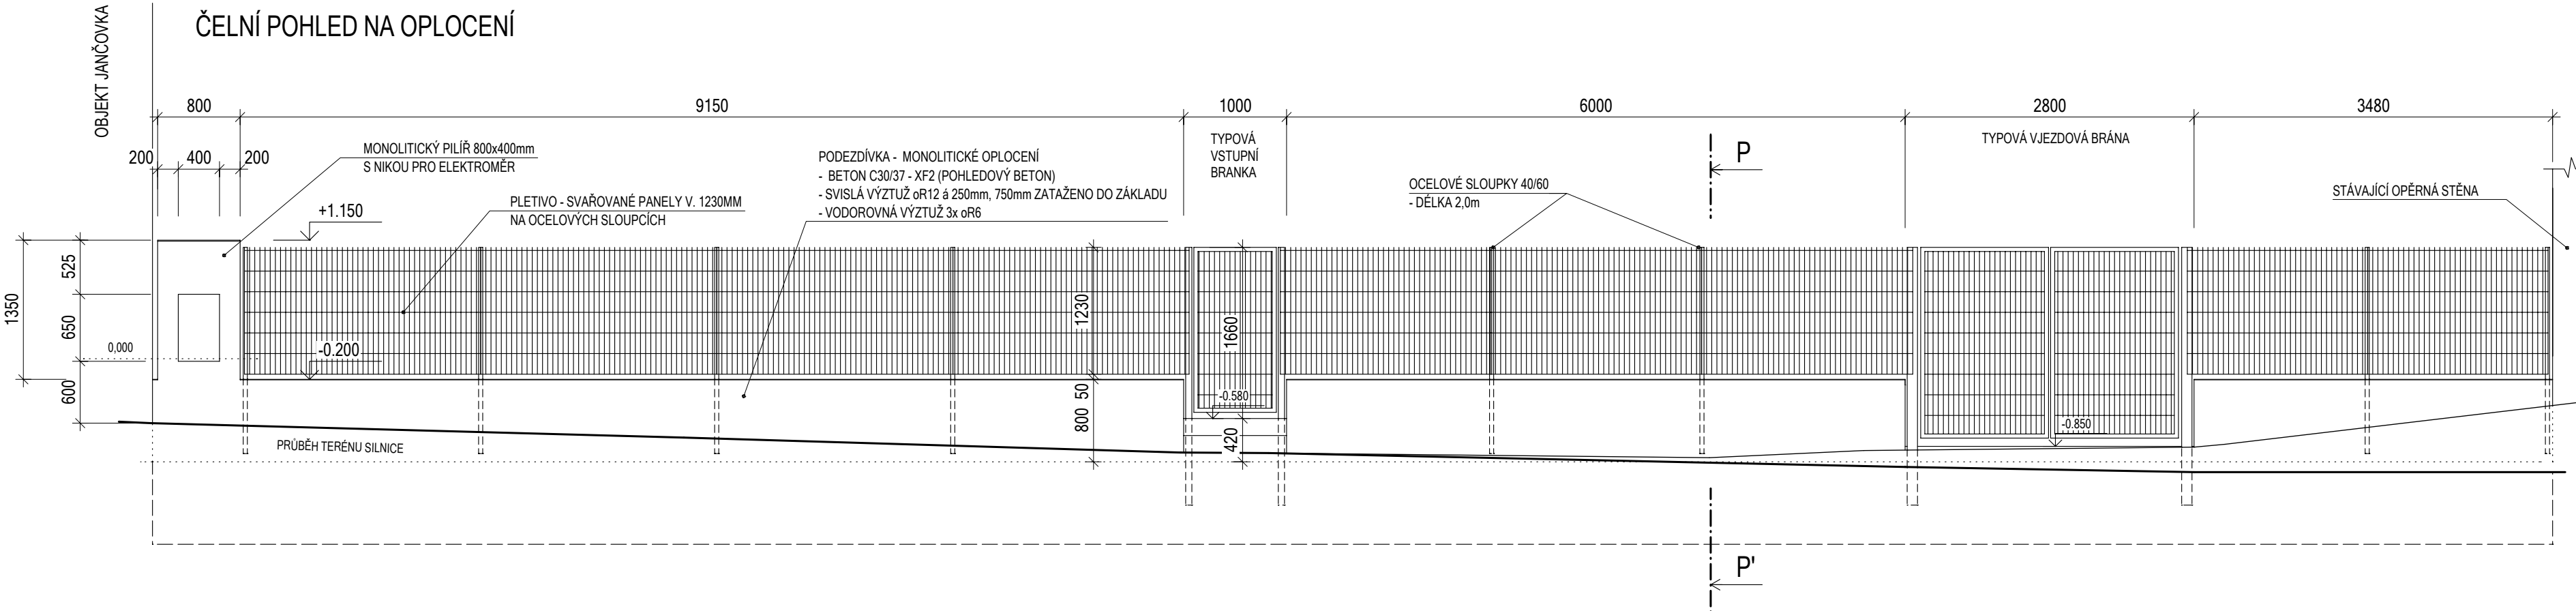 ČELNÍ POHLED NA OPLOCENÍ
OBJEKT JANČOVKA
800
9150
1000
6000
2800
3480
200
400
200
MONOLITICKÝ PILÍŘ 800x400mm
S NIKOU PRO ELEKTROMĚR
PLETIVO - SVAŘOVANÉ PANELY V. 1230MM
NA OCELOVÝCH SLOUPCÍCH
PODEZDÍVKA - MONOLITICKÉ OPLOCENÍ
- BETON C30/37 - XF2 (POHLEDOVÝ BETON)
- SVISLÁ VÝZTUŽ oR12 á 250mm, 750mm ZATAŽENO DO ZÁKLADU
- VODOROVNÁ VÝZTUŽ 3x oR6
TYPOVÁ
VSTUPNÍ
BRANKA
OCELOVÉ SLOUPKY 40/60
- DÉLKA 2,0m
P
TYPOVÁ VJEZDOVÁ BRÁNA
STÁVAJÍCÍ OPĚRNÁ STĚNA
+1.150
1350
525
650
600
0,000
-0.200
1230
50
800
1660
-0.580
420
-0.850
PRŮBĚH TERÉNU SILNICE
P'